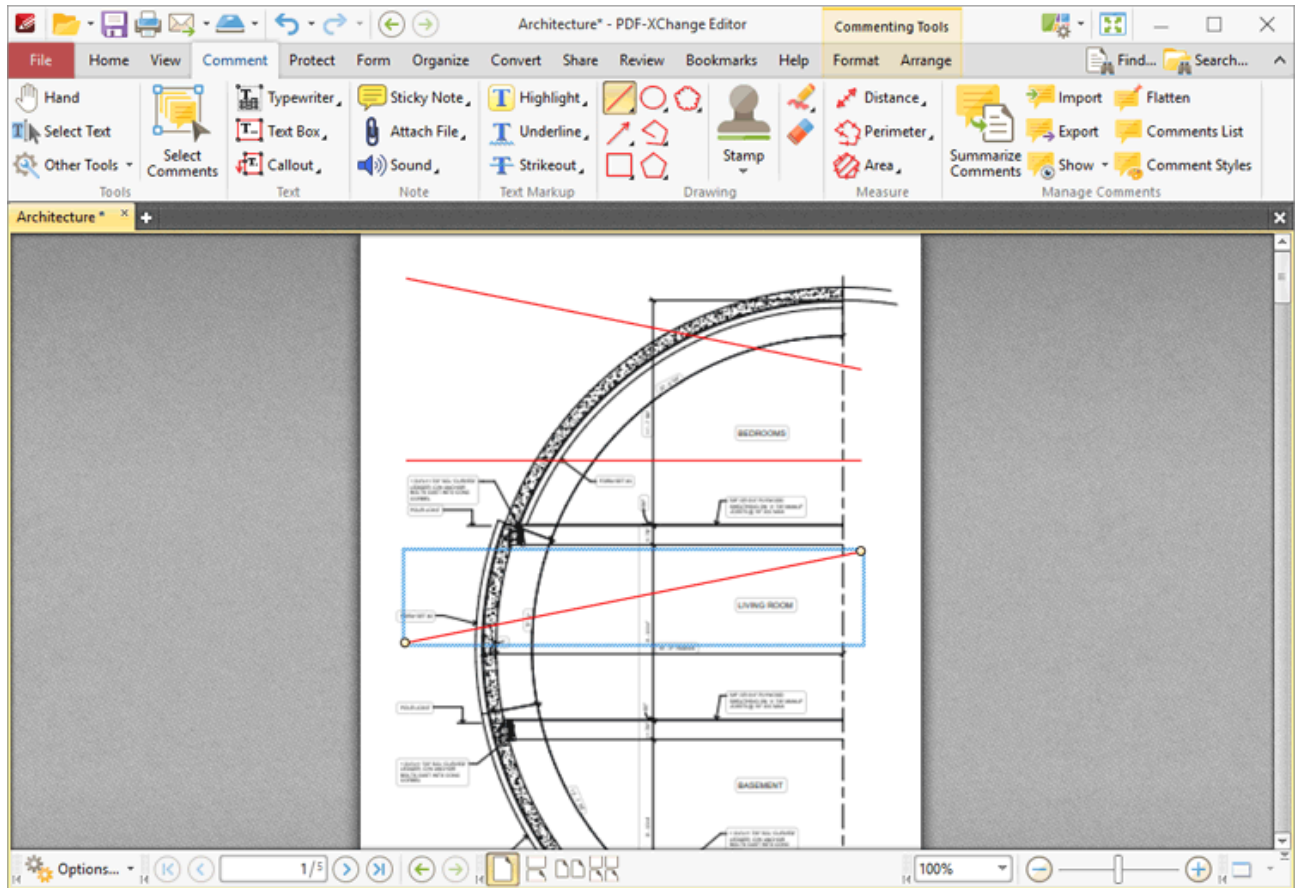 Architecture* - PDF-XChange Editor
Commenting Tools
File Home View Comment Protect Form Organize Convert Share Review Bookmarks Help Format Arrange Find... Search...
Hand Typewriter Sticky Note Highlight Distance Import Flatten
Select Text Text Box Attach File Underline Perimeter Export Comments List
Other Tools Select Comments Callout Sound Strikeout Stamp Area Summarize Comments Show Comment Styles
Tools Text Note Text Markup Drawing Measure Manage Comments
Architecture *
BEDROOMS
LIVING ROOM
BASEMENT
Options... 1/5 100%